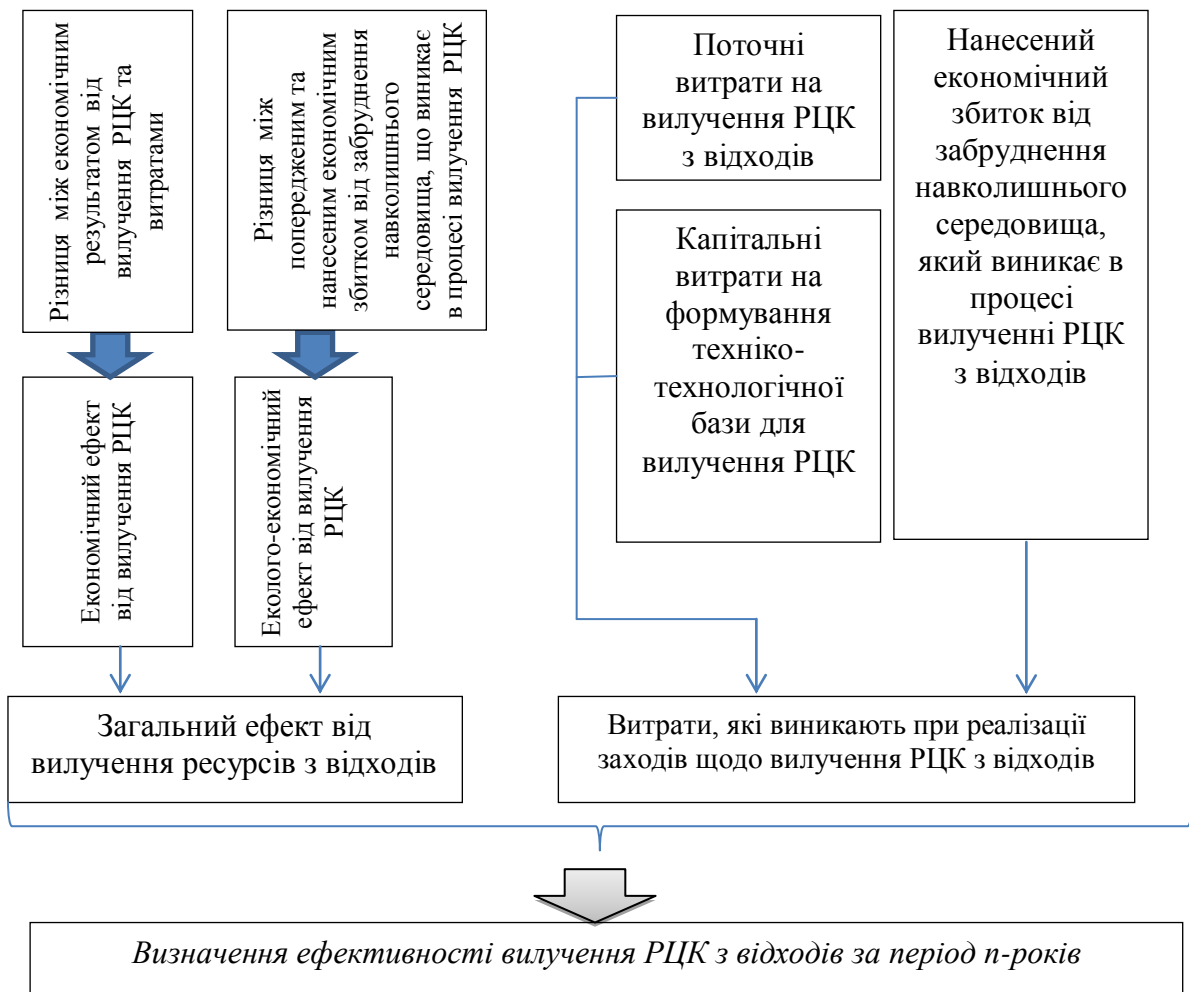 Різниця між економічним
результатом від
вилучення РЦК та
витратами
Різниця між
попередженим та
нанесеним економічним
збитком від забруднення
навколишнього
середовища, що виникає
в процесі вилучення РЦК
Поточні
витрати на
вилучення РЦК
з відходів
Нанесений
економічний
збиток від
забруднення
навколишнього
середовища,
який виникає в
процесі
вилученні РЦК
з відходів
Капітальні
витрати на
формування
техніко-
технологічної
бази для
вилучення РЦК
Економічний ефект
від вилучення РЦК
Еколого-економічний
ефект від вилучення
РЦК
Загальний ефект від
вилучення ресурсів з відходів
Витрати, які виникають при реалізації
заходів щодо вилучення РЦК з відходів
Визначення ефективності вилучення РЦК з відходів за період n-років